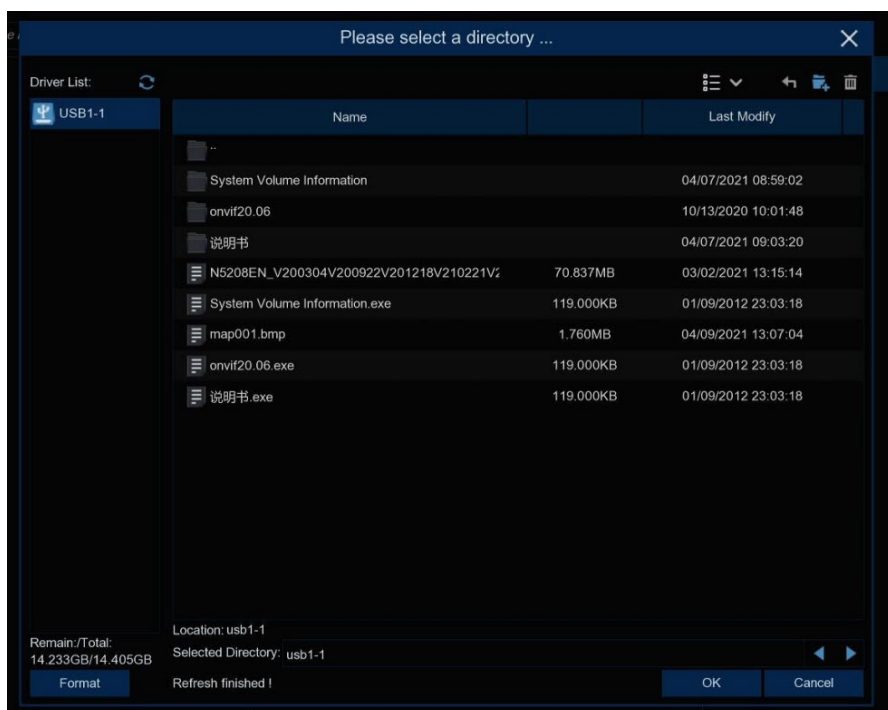 Please select a directory ...
Driver List:
USB1-1
Name Last Modify
..
System Volume Information 04/07/2021 08:59:02
onvif20.06 10/13/2020 10:01:48
说明书 04/07/2021 09:03:20
N5208EN_V200304V200922V201218V210221V2 70.837MB 03/02/2021 13:15:14
System Volume Information.exe 119.000KB 01/09/2012 23:03:18
map001.bmp 1.760MB 04/09/2021 13:07:04
onvif20.06.exe 119.000KB 01/09/2012 23:03:18
说明书.exe 119.000KB 01/09/2012 23:03:18
Location: usb1-1
Remain:/Total:
14.233GB/14.405GB
Selected Directory: usb1-1
Format Refresh finished ! OK Cancel